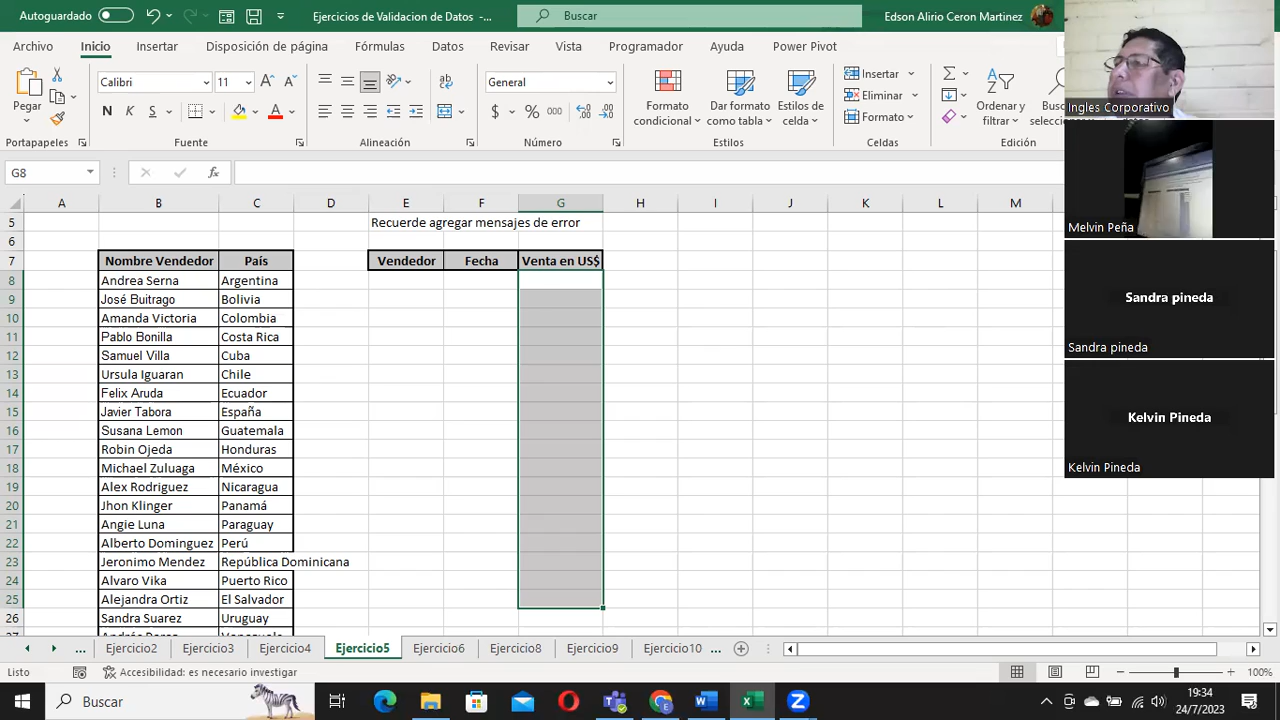 Autoguardado
Ejercicios de Validacion de Datos -...
Buscar
Edson Alirio Ceron Martinez
Archivo Inicio Insertar Disposición de página Fórmulas Datos Revisar Vista Programador Ayuda Power Pivot
Pegar
Calibri 11
N K S
General
$ % 000
Formato condicional
Dar formato como tabla
Estilos de celda
Insertar
Eliminar
Formato
Ordenar y filtrar
Portapapeles Fuente Alineación Número Estilos Celdas Edición
Ingles Corporativo
G8
fx
A B C D E F G H I J K L M
5 Recuerde agregar mensajes de error
6
7 Nombre Vendedor País Vendedor Fecha Venta en US$
8 Andrea Serna Argentina
9 José Buitrago Bolivia
10 Amanda Victoria Colombia
11 Pablo Bonilla Costa Rica
12 Samuel Villa Cuba
13 Ursula Iguaran Chile
14 Felix Aruda Ecuador
15 Javier Tabora España
16 Susana Lemon Guatemala
17 Robin Ojeda Honduras
18 Michael Zuluaga México
19 Alex Rodriguez Nicaragua
20 Jhon Klinger Panamá
21 Angie Luna Paraguay
22 Alberto Dominguez Perú
23 Jeronimo Mendez República Dominicana
24 Alvaro Vika Puerto Rico
25 Alejandra Ortiz El Salvador
26 Sandra Suarez Uruguay
Melvin Peña
Sandra pineda
Sandra pineda
Kelvin Pineda
Kelvin Pineda
... Ejercicio2 Ejercicio3 Ejercicio4 Ejercicio5 Ejercicio6 Ejercicio8 Ejercicio9 Ejercicio10 ...
Listo
Accesibilidad: es necesario investigar
100%
Buscar
19:34
24/7/2023